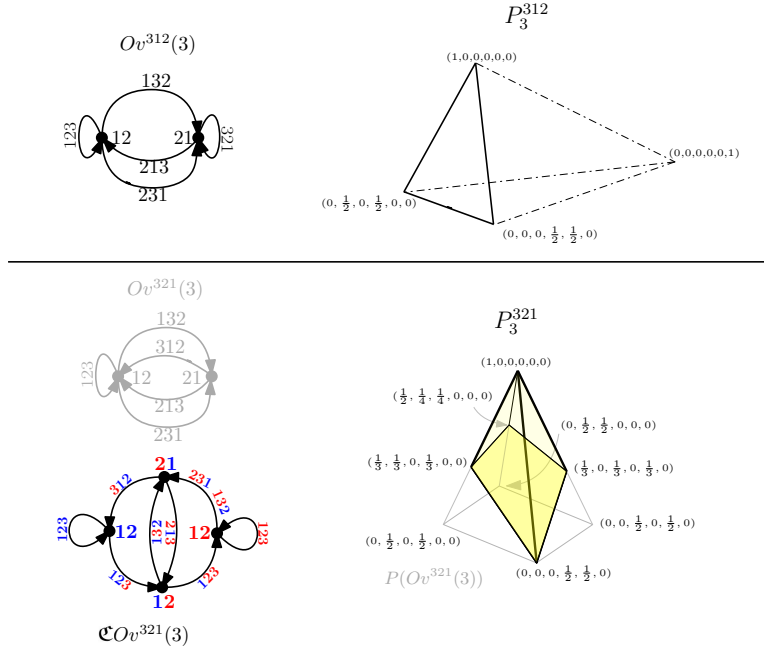 Ov^{312}(3)
P_3^{312}
132
(1,0,0,0,0,0)
123
12
21
321
213
231
(0,0,0,0,0,1)
(0, 1/2, 0, 1/2, 0, 0)
(0, 0, 0, 1/2, 1/2, 0)
Ov^{321}(3)
P_3^{321}
132
312
123
12
21
213
231
(1,0,0,0,0,0)
(1/2, 1/4, 1/4, 0, 0, 0)
(0, 1/2, 1/2, 0, 0, 0)
(1/3, 1/3, 0, 1/3, 0, 0)
(1/3, 0, 1/3, 0, 1/3, 0)
21
312
231
132
123
12
132
213
12
123
123
123
12
(0, 1/2, 0, 1/2, 0, 0)
(0, 0, 1/2, 0, 1/2, 0)
P(Ov^{321}(3))
(0, 0, 0, 1/2, 1/2, 0)
ℭOv^{321}(3)